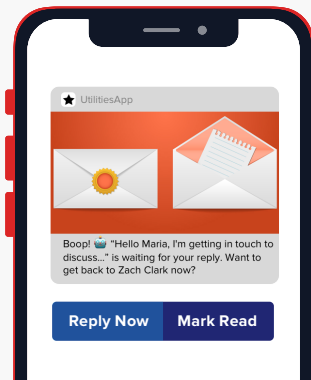 UtilitiesApp
Boop! 🤖 "Hello Maria, I'm getting in touch to
discuss..." is waiting for your reply. Want to
get back to Zach Clark now?
Reply Now
Mark Read